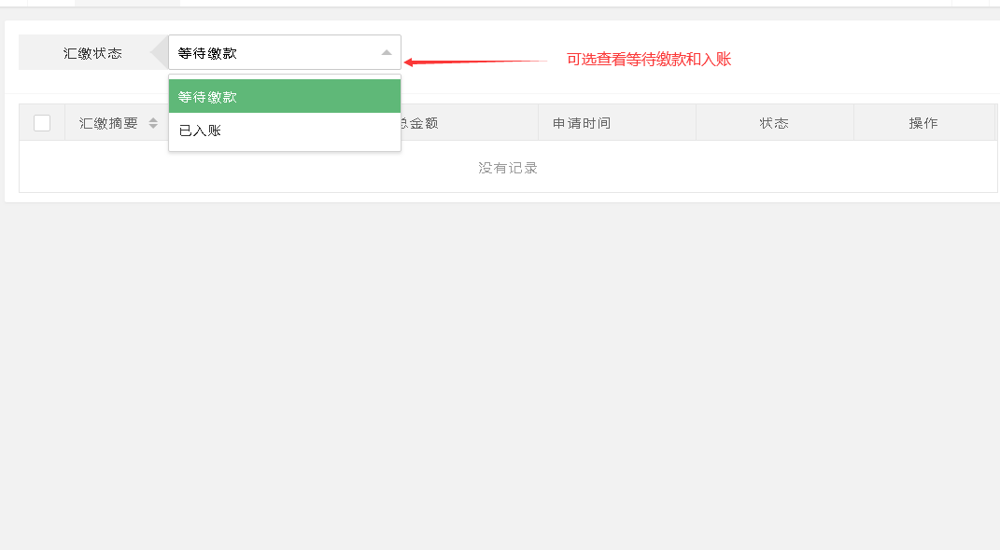 汇缴状态
等待缴款
可选查看等待缴款和入账
等待缴款
已入账
汇缴摘要
总金额
申请时间
状态
操作
没有记录